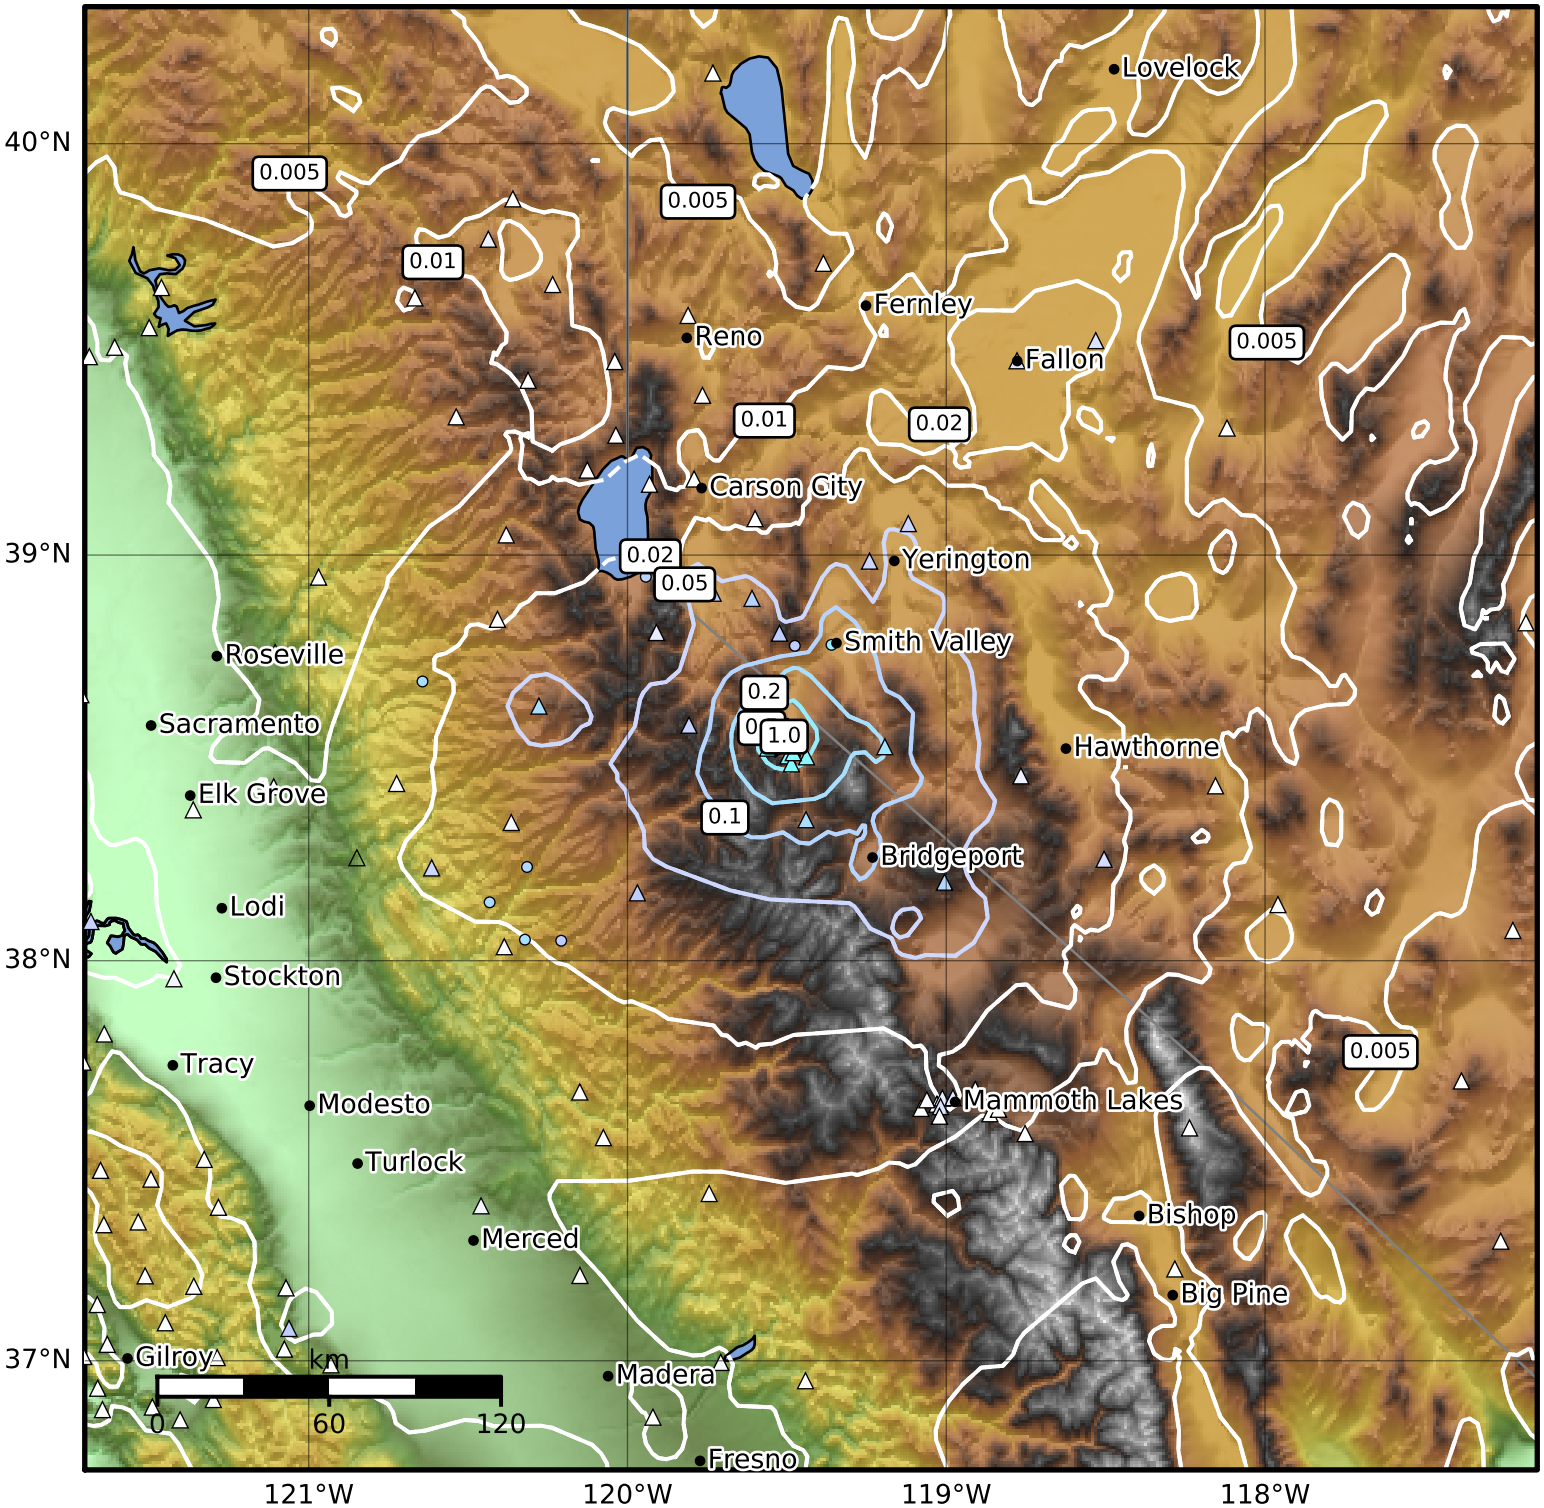 Lovelock
40°N
0.005
0.005
0.01
Fernley
Reno
0.005
Fallon
0.01
0.02
Carson City
39°N
0.02
Yerington
0.05
Smith Valley
Roseville
0.2
Sacramento
1.0
Hawthorne
Elk Grove
0.1
Bridgeport
Lodi
38°N
Stockton
0.005
Tracy
Mammoth Lakes
Modesto
Turlock
Bishop
Merced
Big Pine
37°N
Gilroy
km
Madera
0 60 120
Fresno
121°W 120°W 119°W 118°W